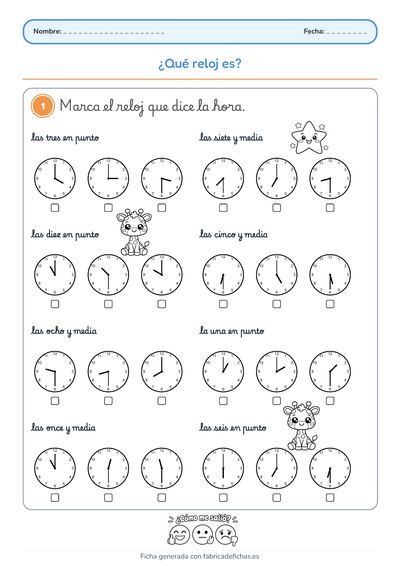 Nombre:
Fecha:
¿Qué reloj es?
1 Marca el reloj que dice la hora.
las tres en punto
las siete y media
las diez en punto
las cinco y media
las ocho y media
la una en punto
las once y media
las seis en punto
¿Cómo me salió?
Ficha generada con fabricadefichas.es